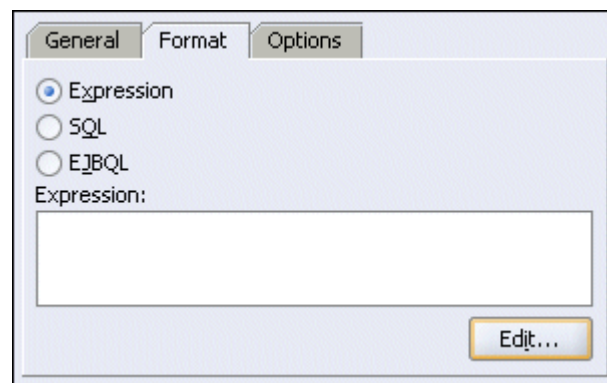 General Format Options
Expression
SQL
EJBQL
Expression:
Edit...